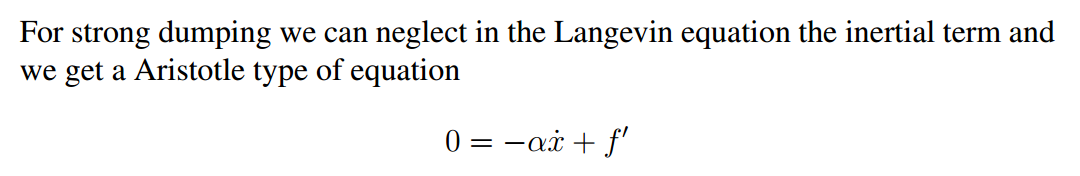 For strong dumping we can neglect in the Langevin equation the inertial term and
we get a Aristotle type of equation
0 = −αẋ + f′